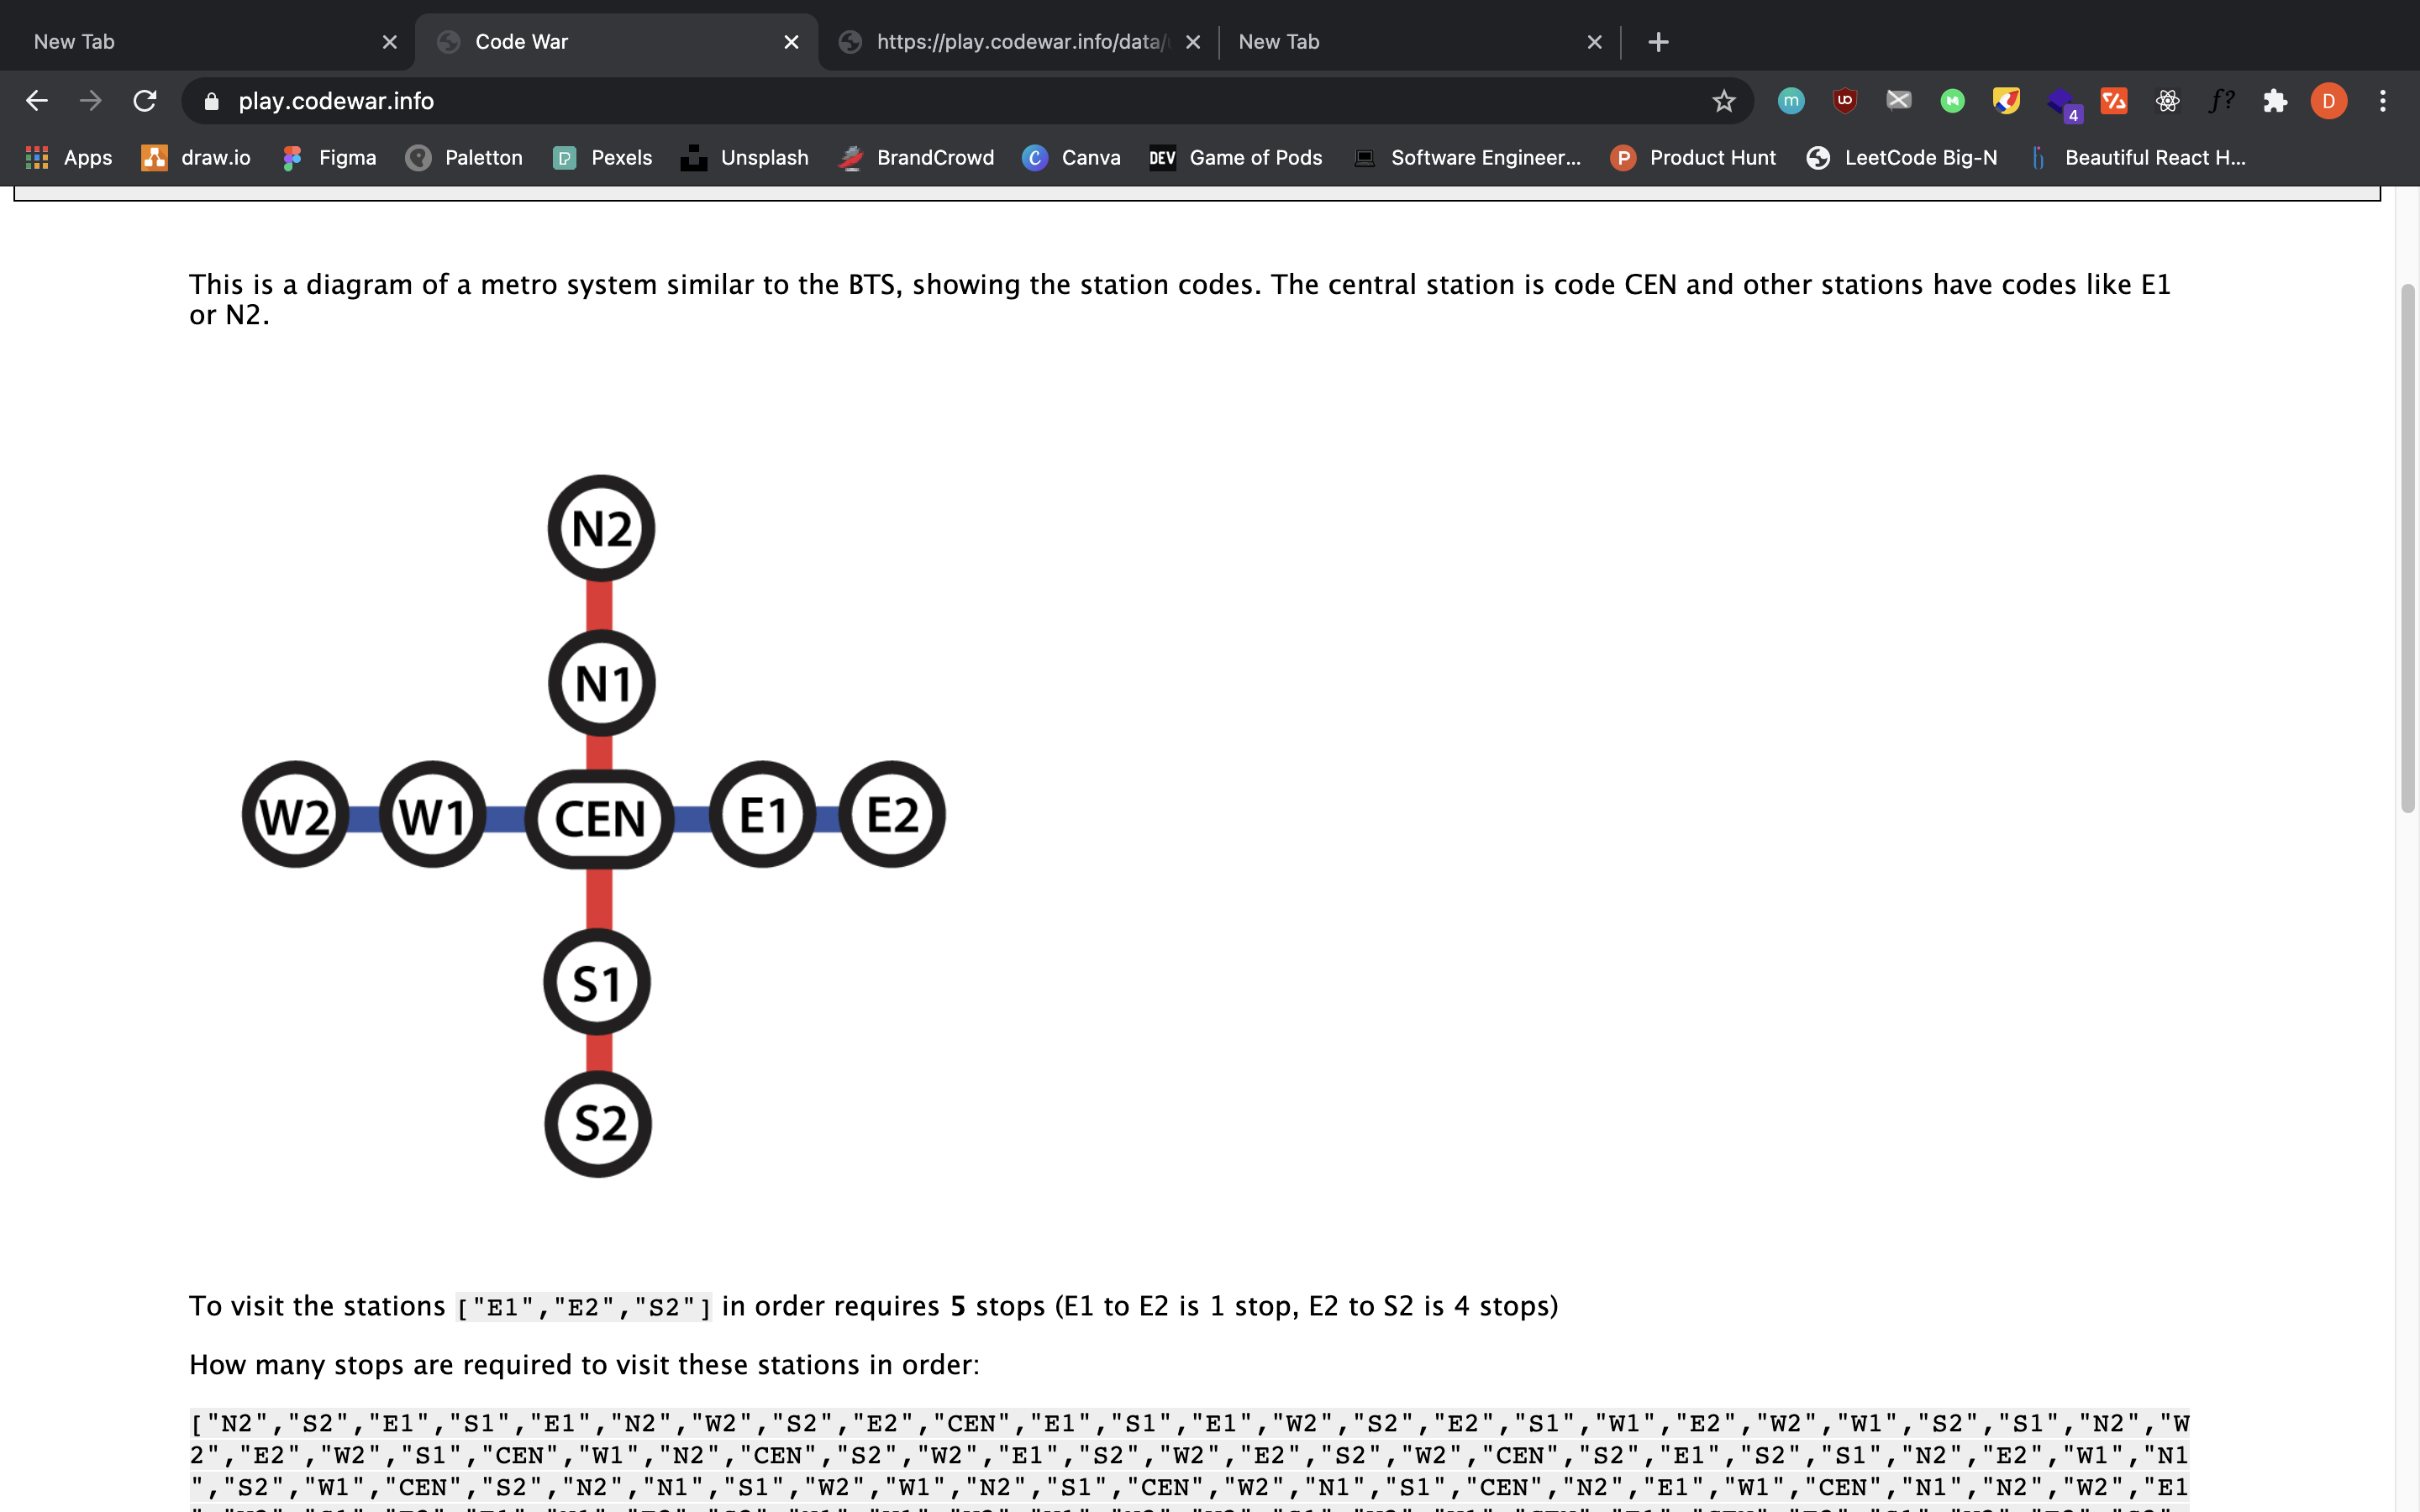 New Tab
Code War
https://play.codewar.info/data/
New Tab
play.codewar.info
m
UD
4
f?
D
Apps
draw.io
Figma
Paletton
P
Pexels
Unsplash
BrandCrowd
C
Canva
DEV
Game of Pods
Software Engineer...
P
Product Hunt
LeetCode Big-N
Beautiful React H...
This is a diagram of a metro system similar to the BTS, showing the station codes. The central station is code CEN and other stations have codes like E1
or N2.
N2
N1
W2
W1
CEN
E1
E2
S1
S2
To visit the stations ["E1","E2","S2"] in order requires 5 stops (E1 to E2 is 1 stop, E2 to S2 is 4 stops)
How many stops are required to visit these stations in order:
["N2","S2","E1","S1","E1","N2","W2","S2","E2","CEN","E1","S1","E1","W2","S2","E2","S1","W1","E2","W2","W1","S2","S1","N2","W
2","E2","W2","S1","CEN","W1","N2","CEN","S2","W2","E1","S2","W2","E2","S2","W2","CEN","S2","E1","S2","S1","N2","E2","W1","N1
","S2","W1","CEN","S2","N2","N1","S1","W2","W1","N2","S1","CEN","W2","N1","S1","CEN","N2","E1","W1","CEN","N1","N2","W2","E1